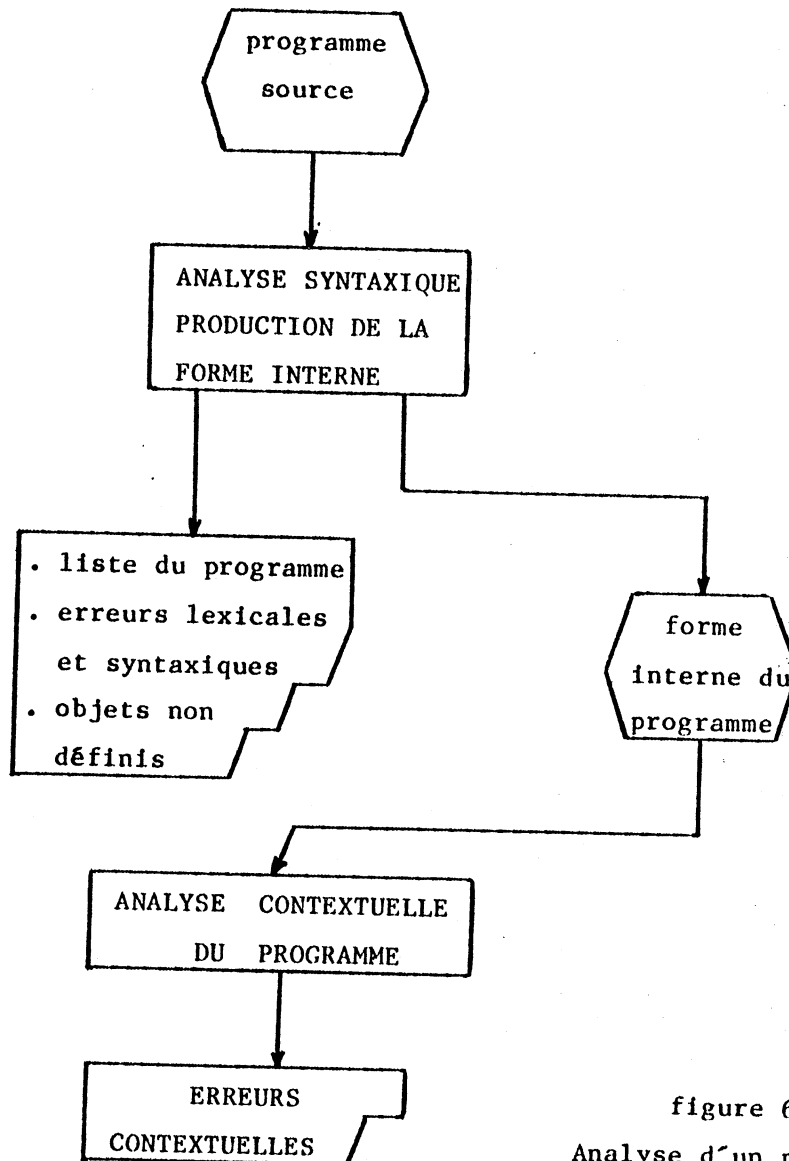 programme
source
ANALYSE SYNTAXIQUE
PRODUCTION DE LA
FORME INTERNE
. liste du programme
. erreurs lexicales
et syntaxiques
. objets non
définis
forme
interne du
programme
ANALYSE CONTEXTUELLE
DU PROGRAMME
ERREURS
CONTEXTUELLES
figure 6
Analyse d´un